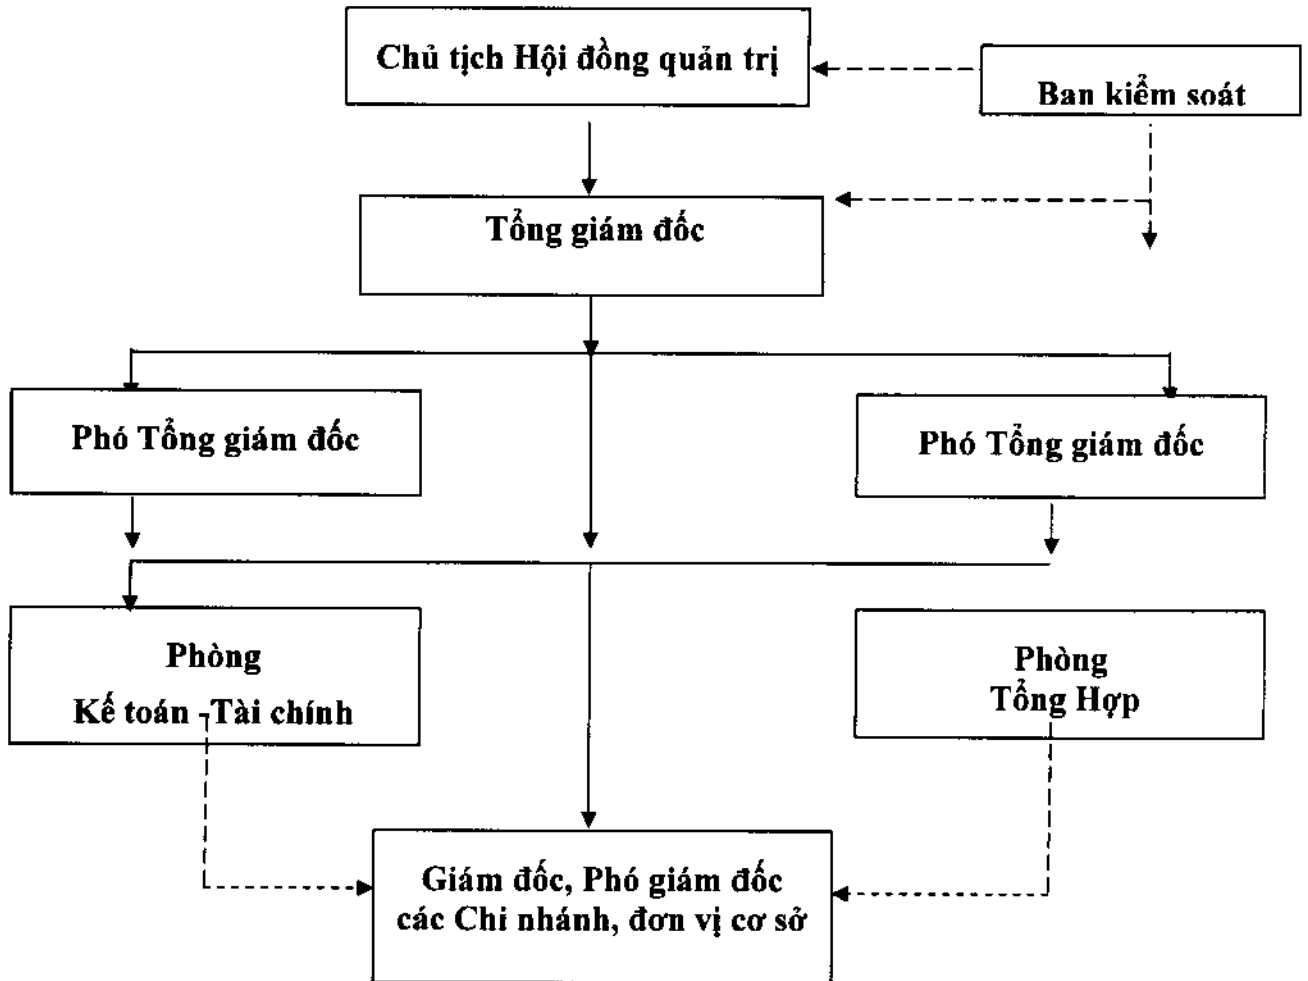 Chủ tịch Hội đồng quản trị
Ban kiểm soát
Tổng giám đốc
Phó Tổng giám đốc
Phó Tổng giám đốc
Phòng
Kế toán -Tài chính
Phòng
Tổng Hợp
Giám đốc, Phó giám đốc
các Chi nhánh, đơn vị cơ sở